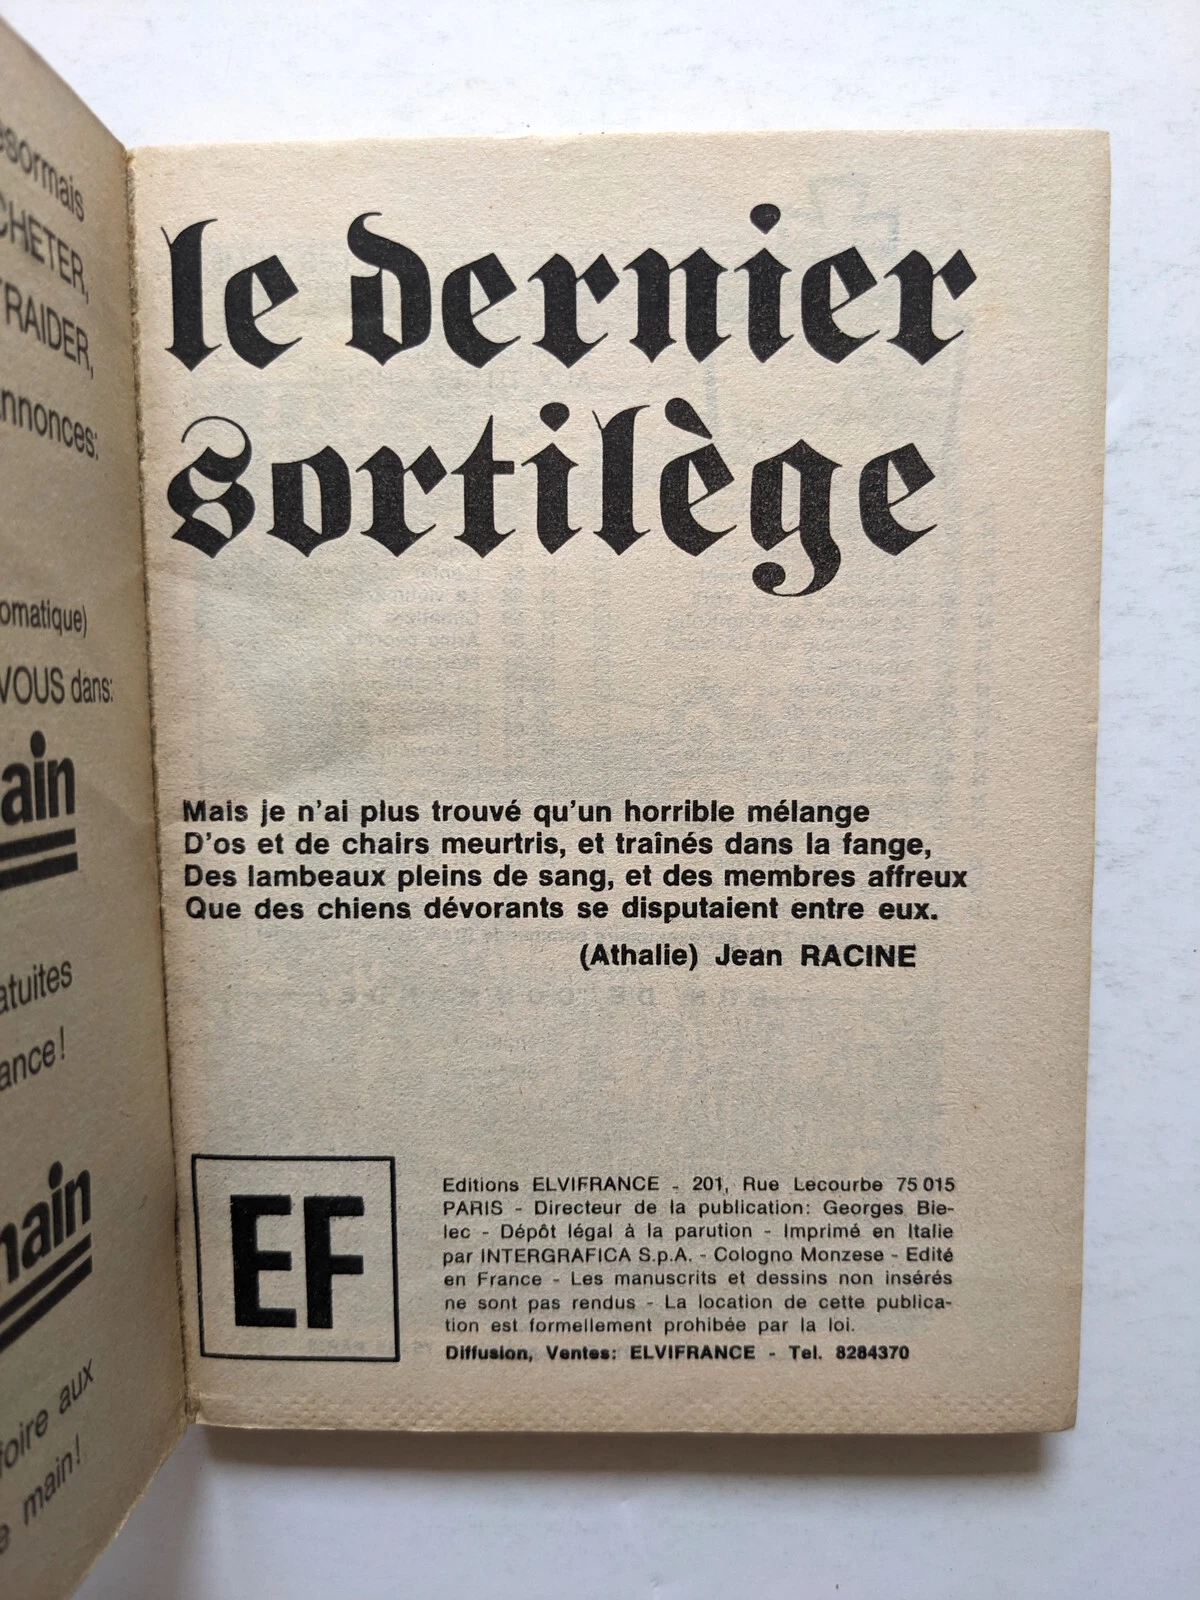 esormais
CHETER,
TRAIDER,
annonces:
omatique)
VOUS dans:
ain
atuites
ance!
main
toire aux
main!
le dernier
sortilège
Mais je n'ai plus trouvé qu'un horrible mélange
D'os et de chairs meurtris, et traînés dans la fange,
Des lambeaux pleins de sang, et des membres affreux
Que des chiens dévorants se disputaient entre eux.
(Athalie) Jean RACINE
EF
Editions ELVIFRANCE - 201, Rue Lecourbe 75 015
PARIS - Directeur de la publication: Georges Bie-
lec - Dépôt légal à la parution - Imprimé en Italie
par INTERGRAFICA S.p.A. - Cologno Monzese - Edité
en France - Les manuscrits et dessins non insérés
ne sont pas rendus - La location de cette publica-
tion est formellement prohibée par la loi.
Diffusion, Ventes: ELVIFRANCE - Tel. 8284370